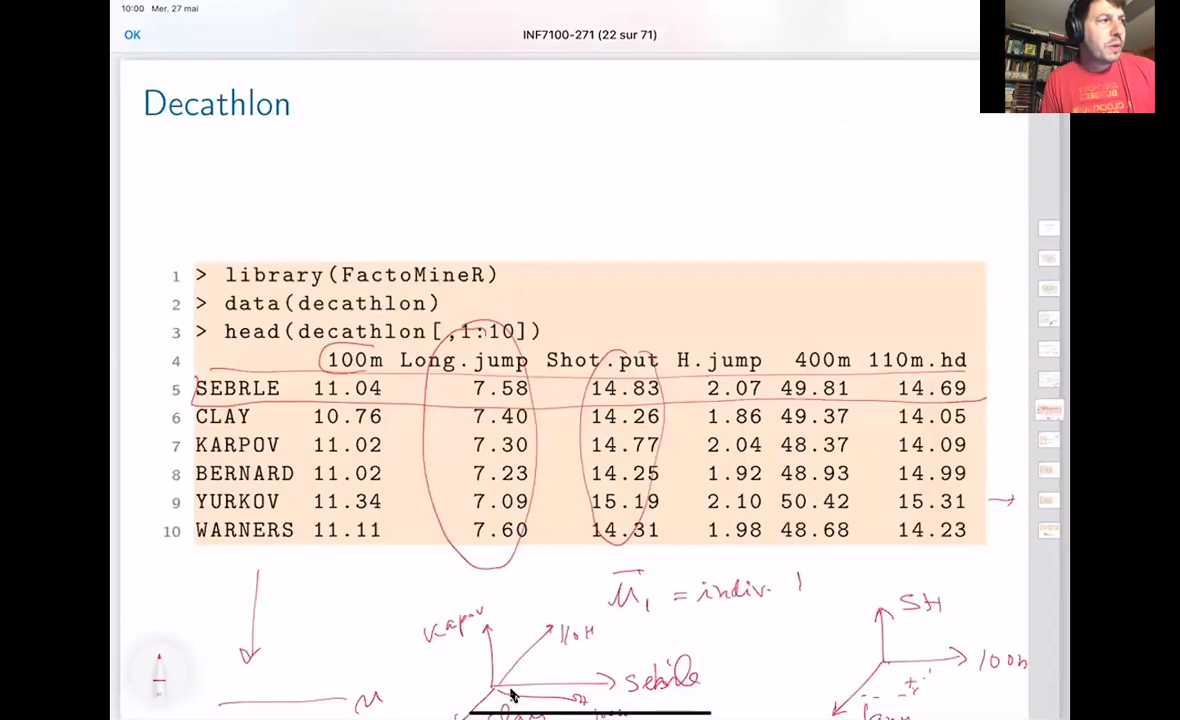 10:00 Mer. 27 mai
OK
INF7100-271 (22 sur 71)
Decathlon
1 > library(FactoMineR)
2 > data(decathlon)
3 > head(decathlon[,1:10])
4 100m Long.jump Shot.put H.jump 400m 110m.hd
5 SEBRLE 11.04 7.58 14.83 2.07 49.81 14.69
6 CLAY 10.76 7.40 14.26 1.86 49.37 14.05
7 KARPOV 11.02 7.30 14.77 2.04 48.37 14.09
8 BERNARD 11.02 7.23 14.25 1.92 48.93 14.99
9 YURKOV 11.34 7.09 15.19 2.10 50.42 15.31
10 WARNERS 11.11 7.60 14.31 1.98 48.68 14.23
= indiv. 1
SH